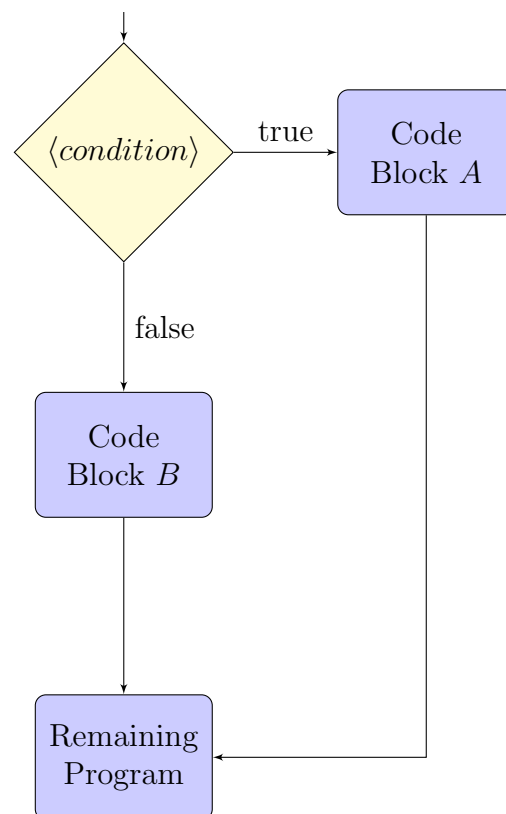 ⟨condition⟩
true
Code
Block A
false
Code
Block B
Remaining
Program